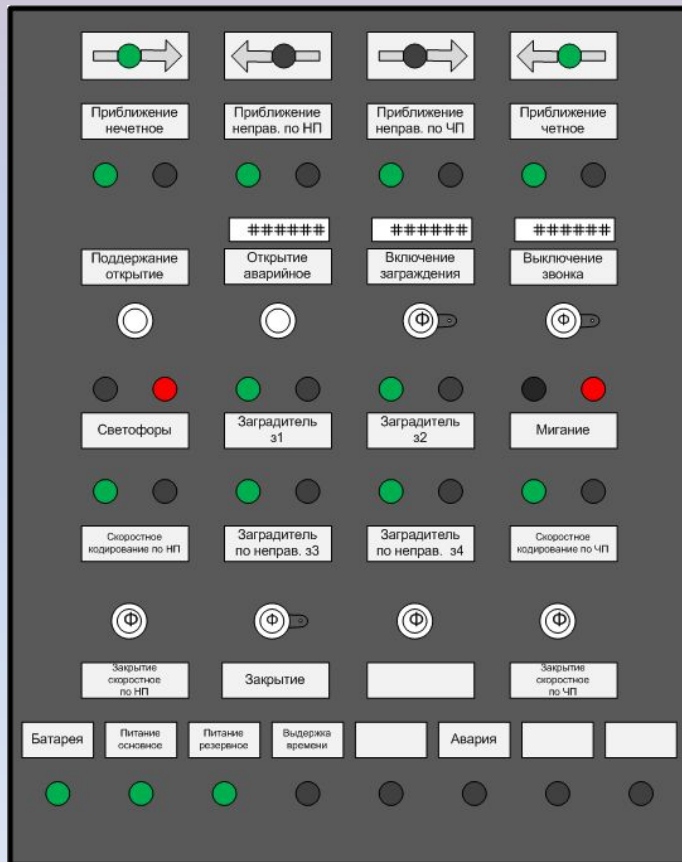 Приближение
нечетное
Приближение
неправ. по НП
Приближение
неправ. по ЧП
Приближение
четное
######
######
######
Поддержание
открытие
Открытие
аварийное
Включение
заграждения
Выключение
звонка
Ф
Ф
Светофоры
Заградитель
з1
Заградитель
з2
Мигание
Скоростное
кодирование по НП
Заградитель
по неправ. з3
Заградитель
по неправ. з4
Скоростное
кодирование по ЧП
Ф
Ф
Ф
Ф
Закрытие
скоростное
по НП
Закрытие
Закрытие
скоростное
по ЧП
Батарея
Питание
основное
Питание
резервное
Выдержка
времени
Авария